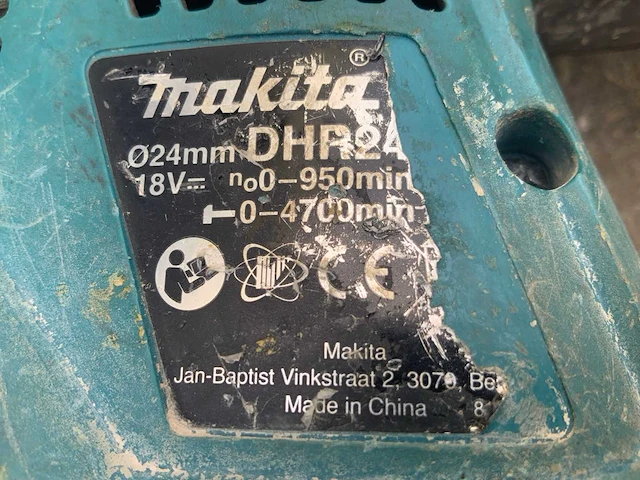 makita®
Ø24mm DHR24
18V⎓ n₀0–950min
0–4700min
CE
Makita
Jan-Baptist Vinkstraat 2, 3070, Be
Made in China 8